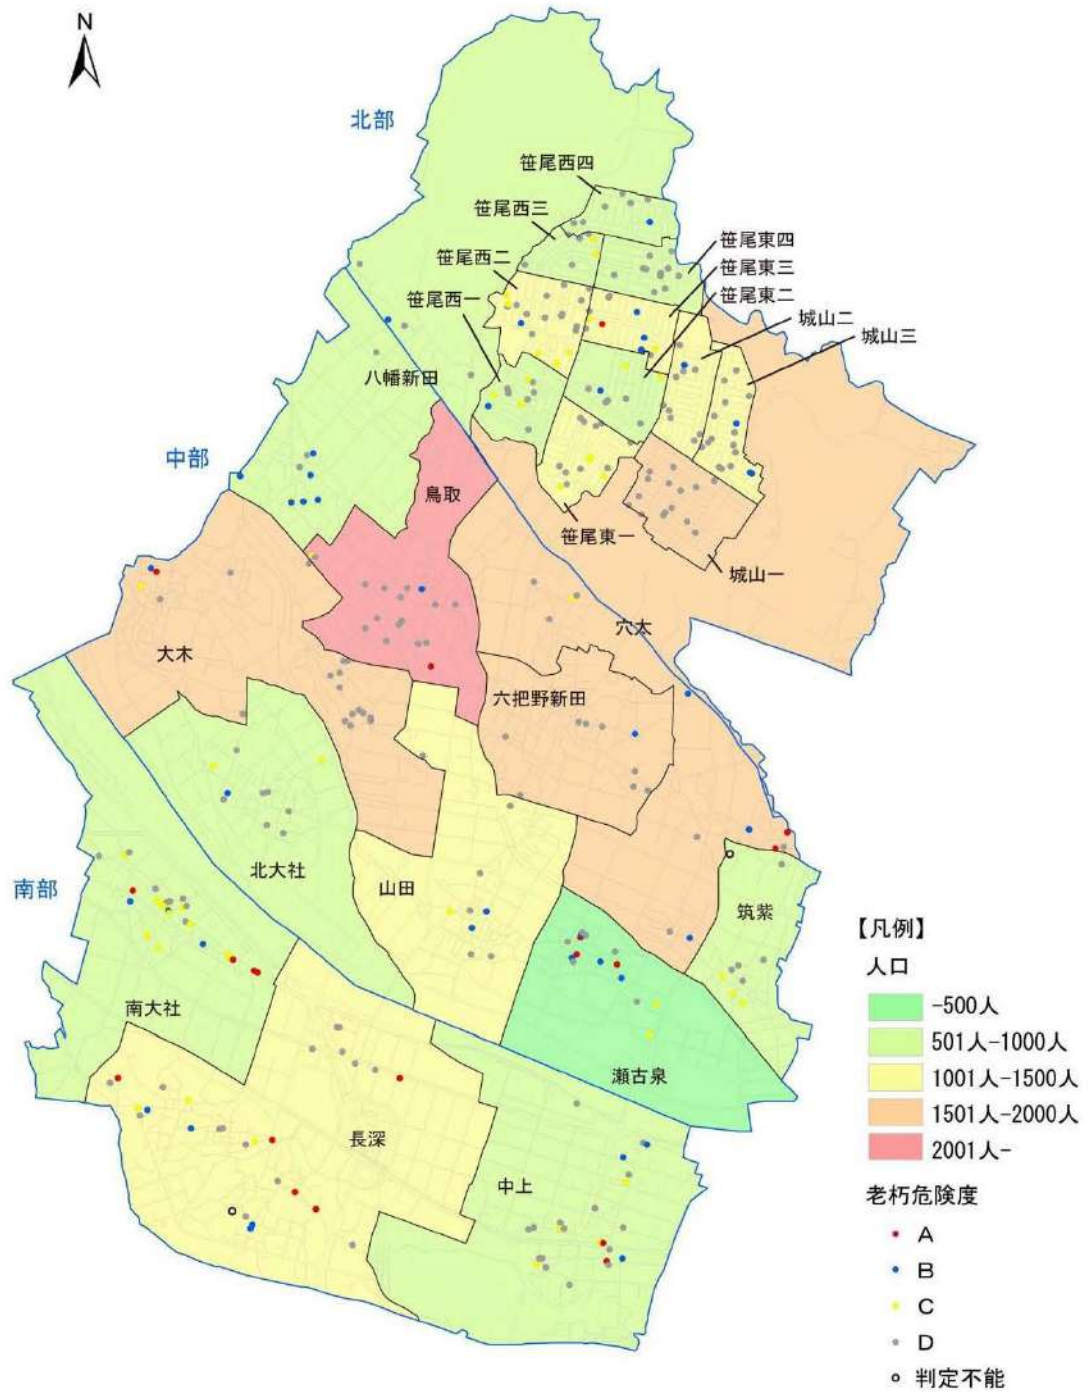 N
北部
笹尾西四
笹尾西三
笹尾東四
笹尾西二
笹尾東三
笹尾西一
笹尾東二
城山二
城山三
八幡新田
中部
鳥取
笹尾東一
城山一
穴太
大木
六把野新田
北大社
山田
南部
筑紫
南大社
瀬古泉
長深
中上
【凡例】
人口
-500人
501人-1000人
1001人-1500人
1501人-2000人
2001人-
老朽危険度
A
B
C
D
判定不能